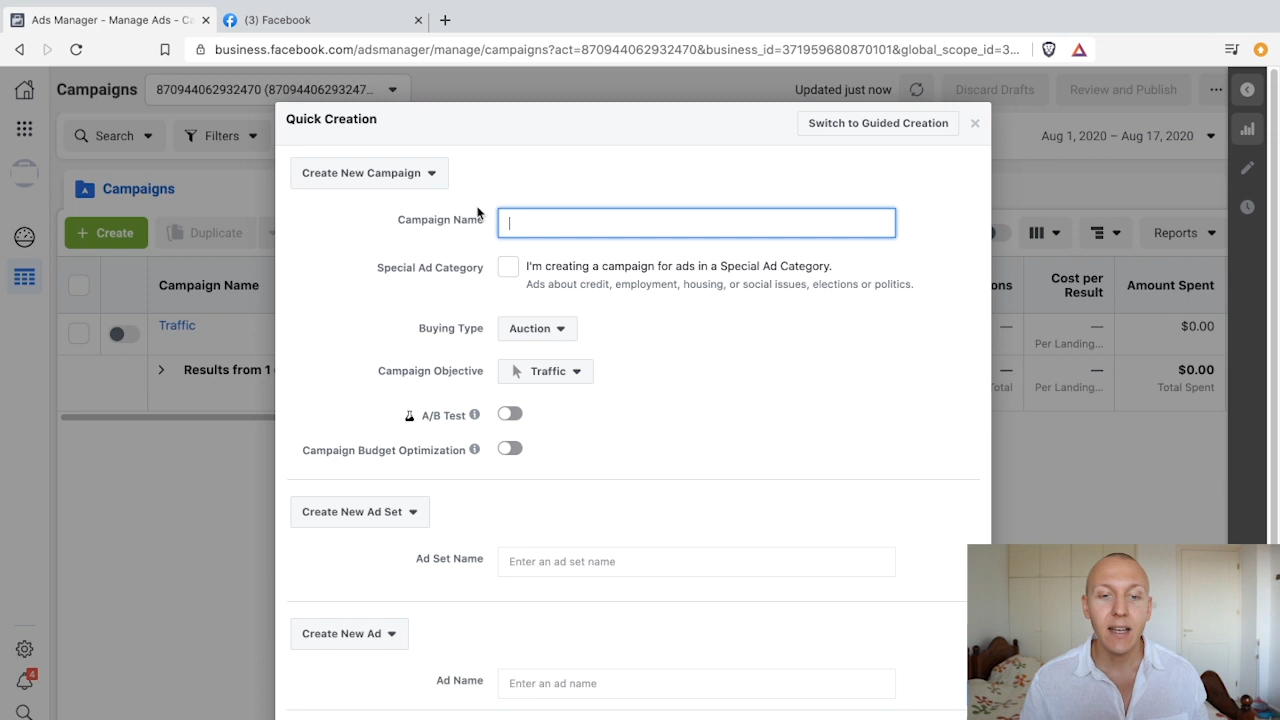 Ads Manager - Manage Ads - C
(3) Facebook
business.facebook.com/adsmanager/manage/campaigns?act=870944062932470&business_id=371959680870101&global_scope_id=3...
Campaigns
870944062932470 (87094406293247...
Updated just now
Discard Drafts
Review and Publish
Quick Creation
Switch to Guided Creation
Search
Filters
Aug 1, 2020 – Aug 17, 2020
Create New Campaign
Campaigns
Campaign Name
+ Create
Duplicate
Reports
Special Ad Category
I'm creating a campaign for ads in a Special Ad Category.
Ads about credit, employment, housing, or social issues, elections or politics.
Campaign Name
ons
Cost per
Result
Amount Spent
Buying Type
Auction
Traffic
—
—
Per Landing...
$0.00
Campaign Objective
Traffic
Results from 1
—
otal
—
Per Landing...
$0.00
Total Spent
A/B Test
Campaign Budget Optimization
Create New Ad Set
Ad Set Name
Enter an ad set name
Create New Ad
Ad Name
Enter an ad name
4